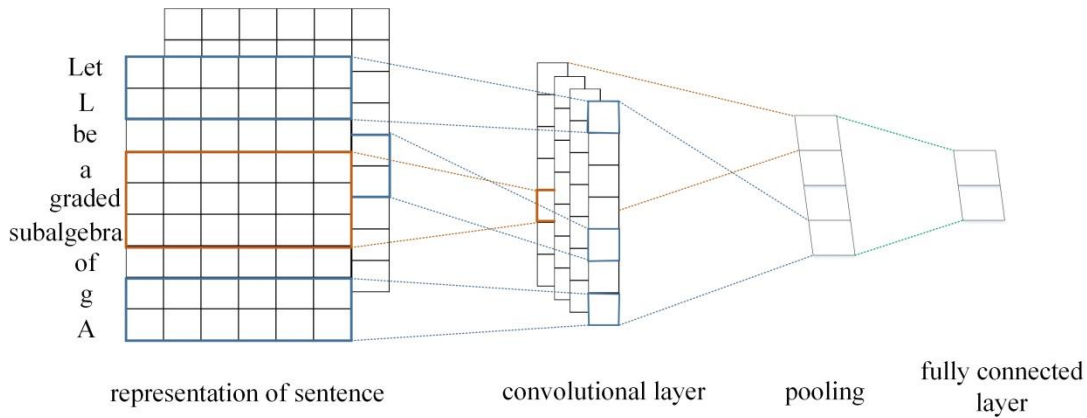 Let
L
be
a
graded
subalgebra
of
g
A
representation of sentence
convolutional layer
pooling
fully connected
layer